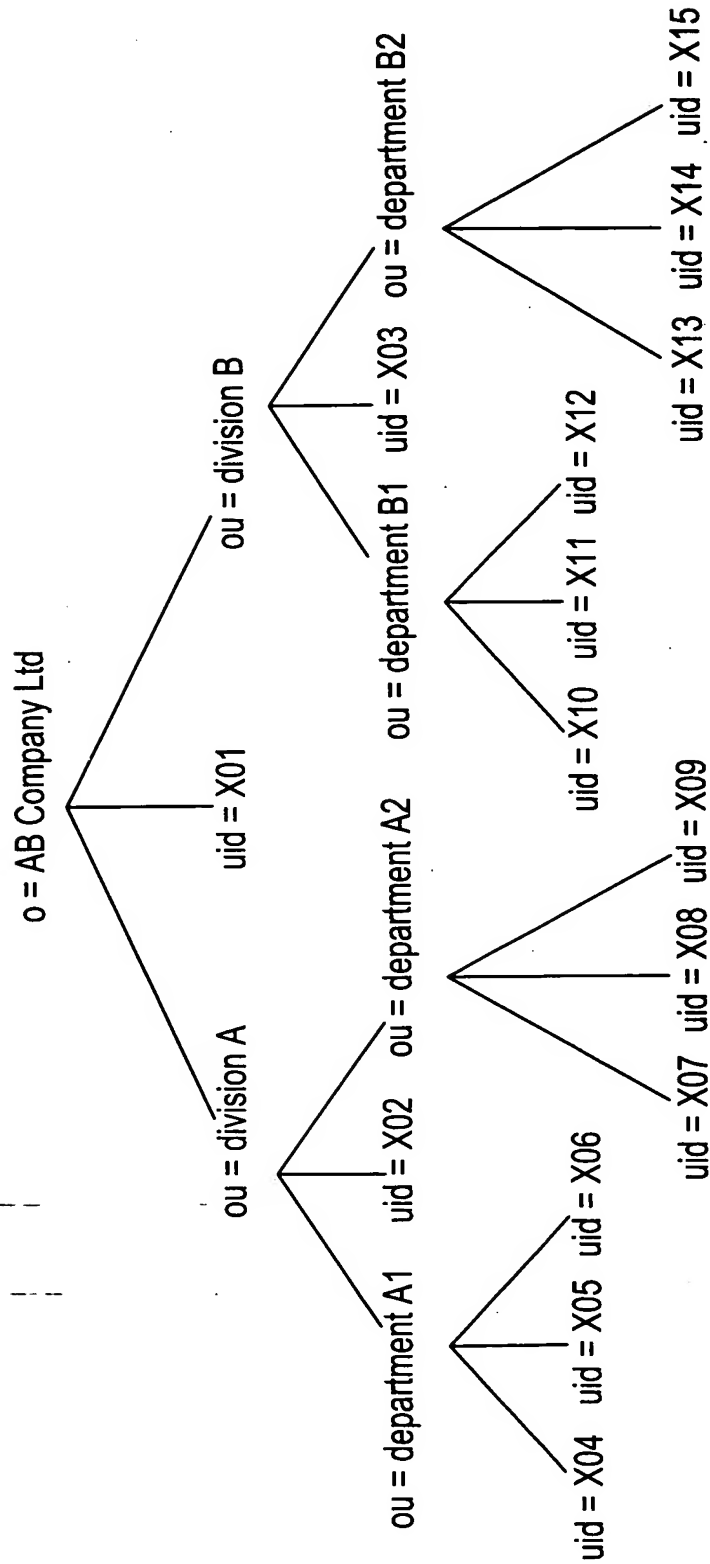 o = AB Company Ltd
ou = division A
uid = X01
ou = division B
ou = department A1
uid = X02
ou = department A2
ou = department B1
uid = X03
ou = department B2
uid = X04
uid = X05
uid = X06
uid = X07
uid = X08
uid = X09
uid = X10
uid = X11
uid = X12
uid = X13
uid = X14
uid = X15